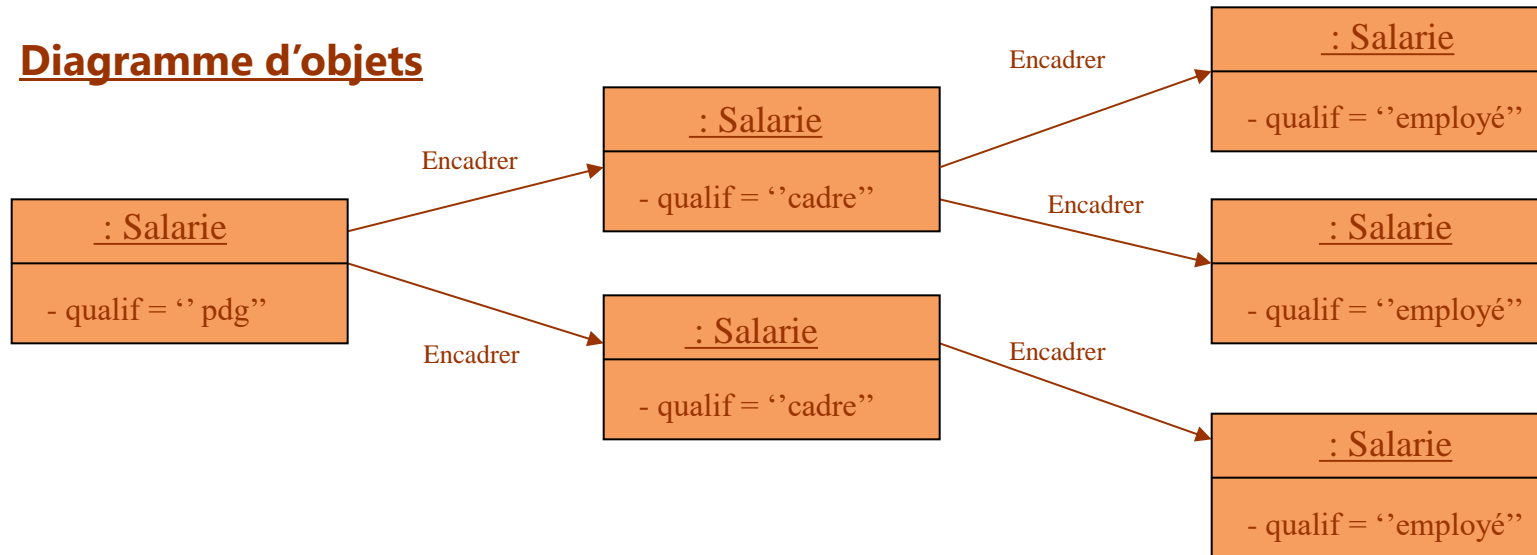 Diagramme d’objets
: Salarie
- qualif = ‘’ pdg’’
Encadrer
Encadrer
: Salarie
- qualif = ‘’cadre’’
: Salarie
- qualif = ‘’cadre’’
Encadrer
Encadrer
Encadrer
: Salarie
- qualif = ‘’employé’’
: Salarie
- qualif = ‘’employé’’
: Salarie
- qualif = ‘’employé’’